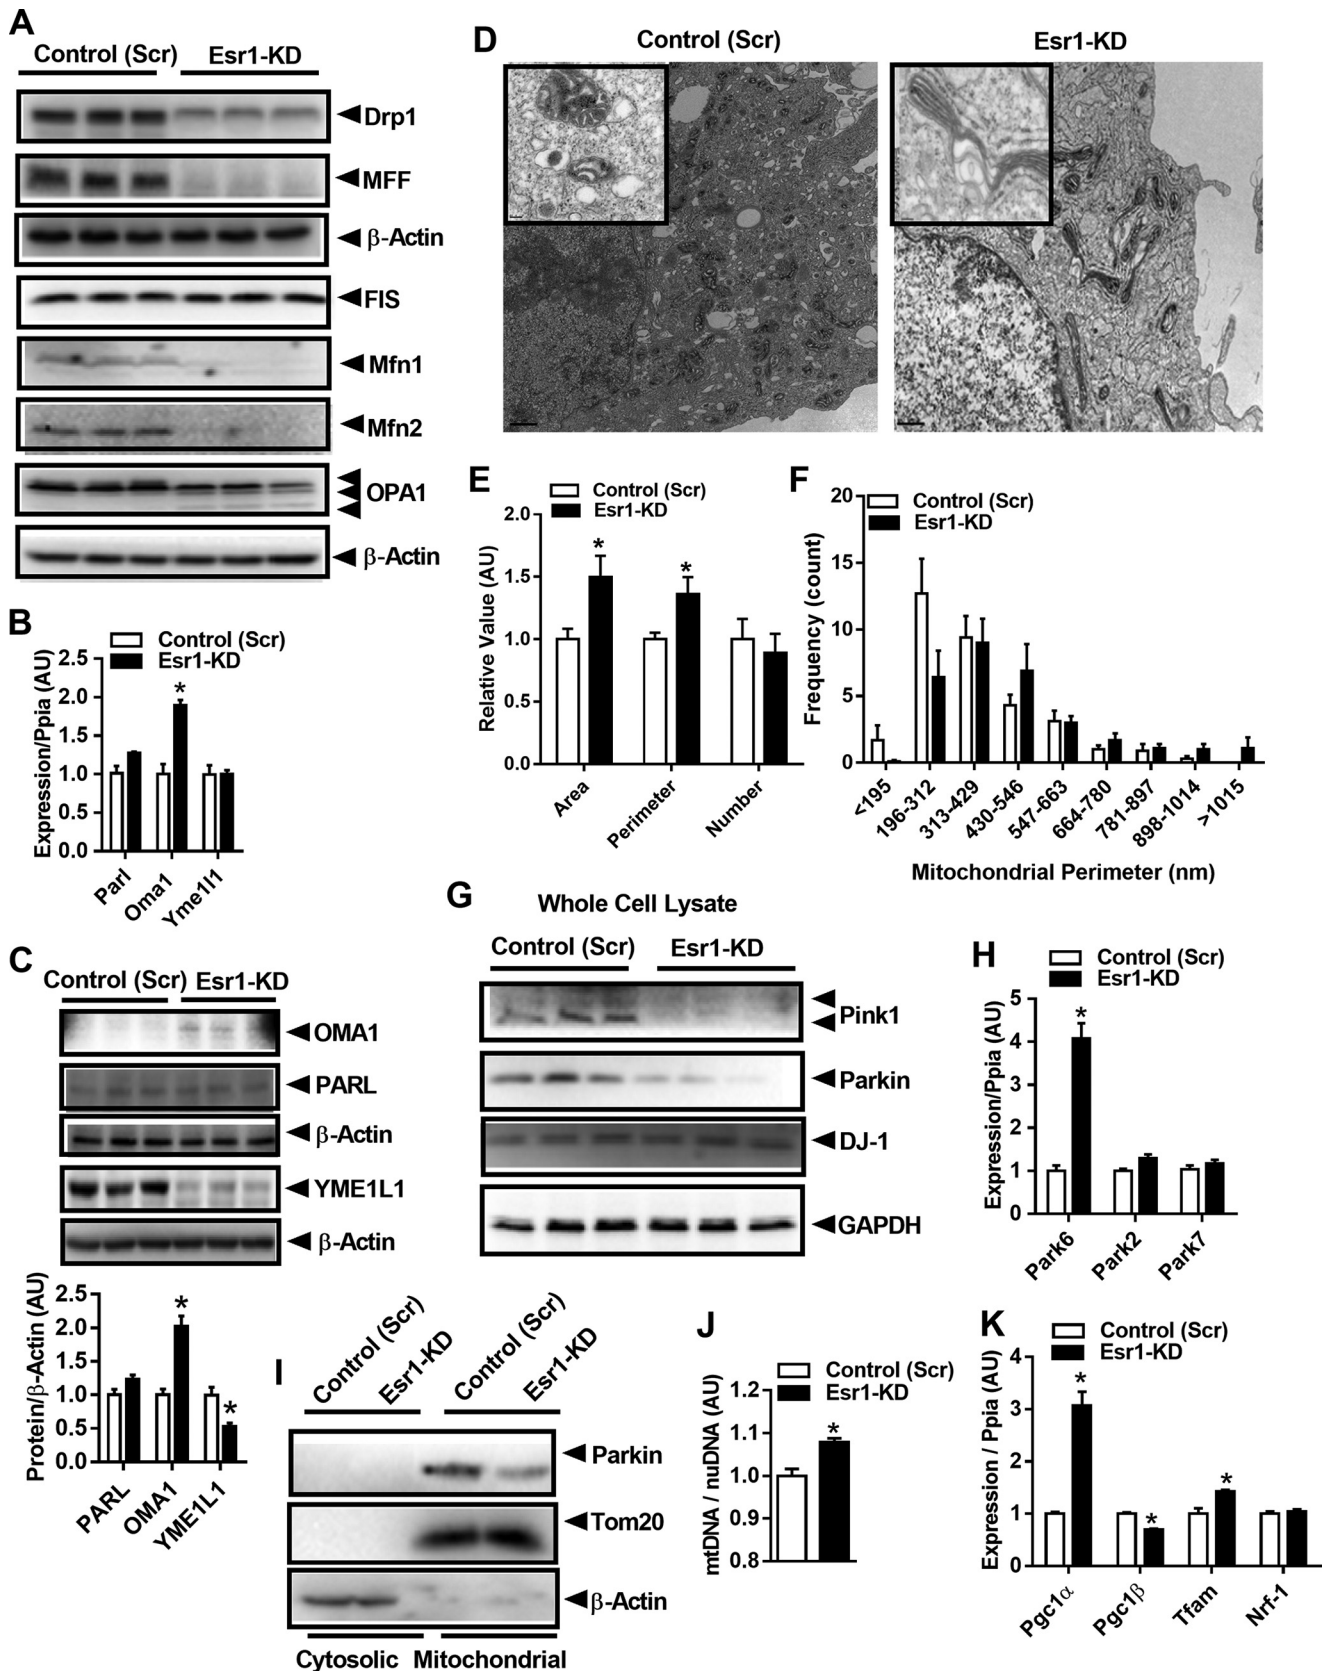 A
Control (Scr) Esr1-KD
Drp1
MFF
β-Actin
FIS
Mfn1
Mfn2
OPA1
β-Actin
B
Control (Scr)
Esr1-KD
Expression/Ppia (AU)
2.5
2.0
1.5
1.0
0.5
0.0
Parl
Oma1
Yme1l1
*
C
Control (Scr) Esr1-KD
OMA1
PARL
β-Actin
YME1L1
β-Actin
Protein/β-Actin (AU)
2.5
2.0
1.5
1.0
0.5
0.0
PARL
OMA1
YME1L1
*
*
D
Control (Scr)
Esr1-KD
E
Control (Scr)
Esr1-KD
Relative Value (AU)
2.0
1.5
1.0
0.5
0.0
Area
Perimeter
Number
*
*
F
Control (Scr)
Esr1-KD
Frequency (count)
20
15
10
5
0
<195
196-312
313-429
430-546
547-663
664-780
781-897
898-1014
>1015
Mitochondrial Perimeter (nm)
G
Whole Cell Lysate
Control (Scr) Esr1-KD
Pink1
Parkin
DJ-1
GAPDH
H
Control (Scr)
Esr1-KD
Expression/Ppia (AU)
5
4
3
2
1
0
Park6
Park2
Park7
*
I
Control (Scr)
Esr1-KD
Control (Scr)
Esr1-KD
Parkin
Tom20
β-Actin
Cytosolic Mitochondrial
J
Control (Scr)
Esr1-KD
mtDNA / nuDNA (AU)
1.2
1.1
1.0
0.9
0.8
*
K
Control (Scr)
Esr1-KD
Expression / Ppia (AU)
4
3
2
1
0
Pgc1α
Pgc1β
Tfam
Nrf-1
*
*
*